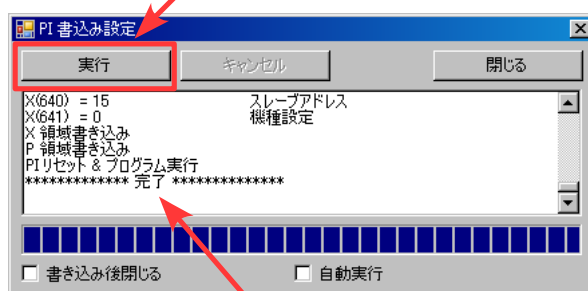 PI 書込み設定
実行 キャンセル 閉じる
X(640) = 15 スレーブアドレス
X(641) = 0 機種設定
X 領域書き込み
P 領域書き込み
PIリセット & プログラム実行
************* 完了 **************
書き込み後閉じる 自動実行